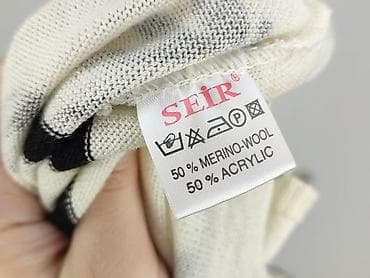 SEİR®
P
50 % MERINO-WOOL
50 % ACRYLIC